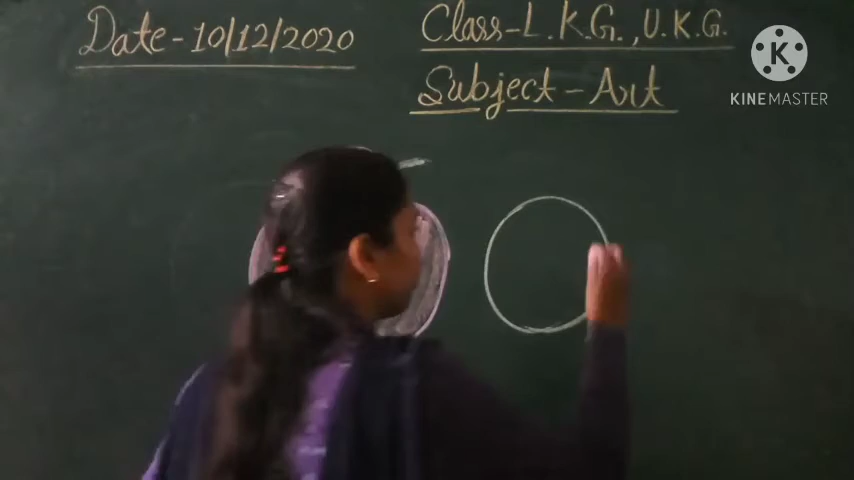 Date-10/12/2020
Class-L.K.G.,U.K.G.
Subject-Art
K
KINEMASTER